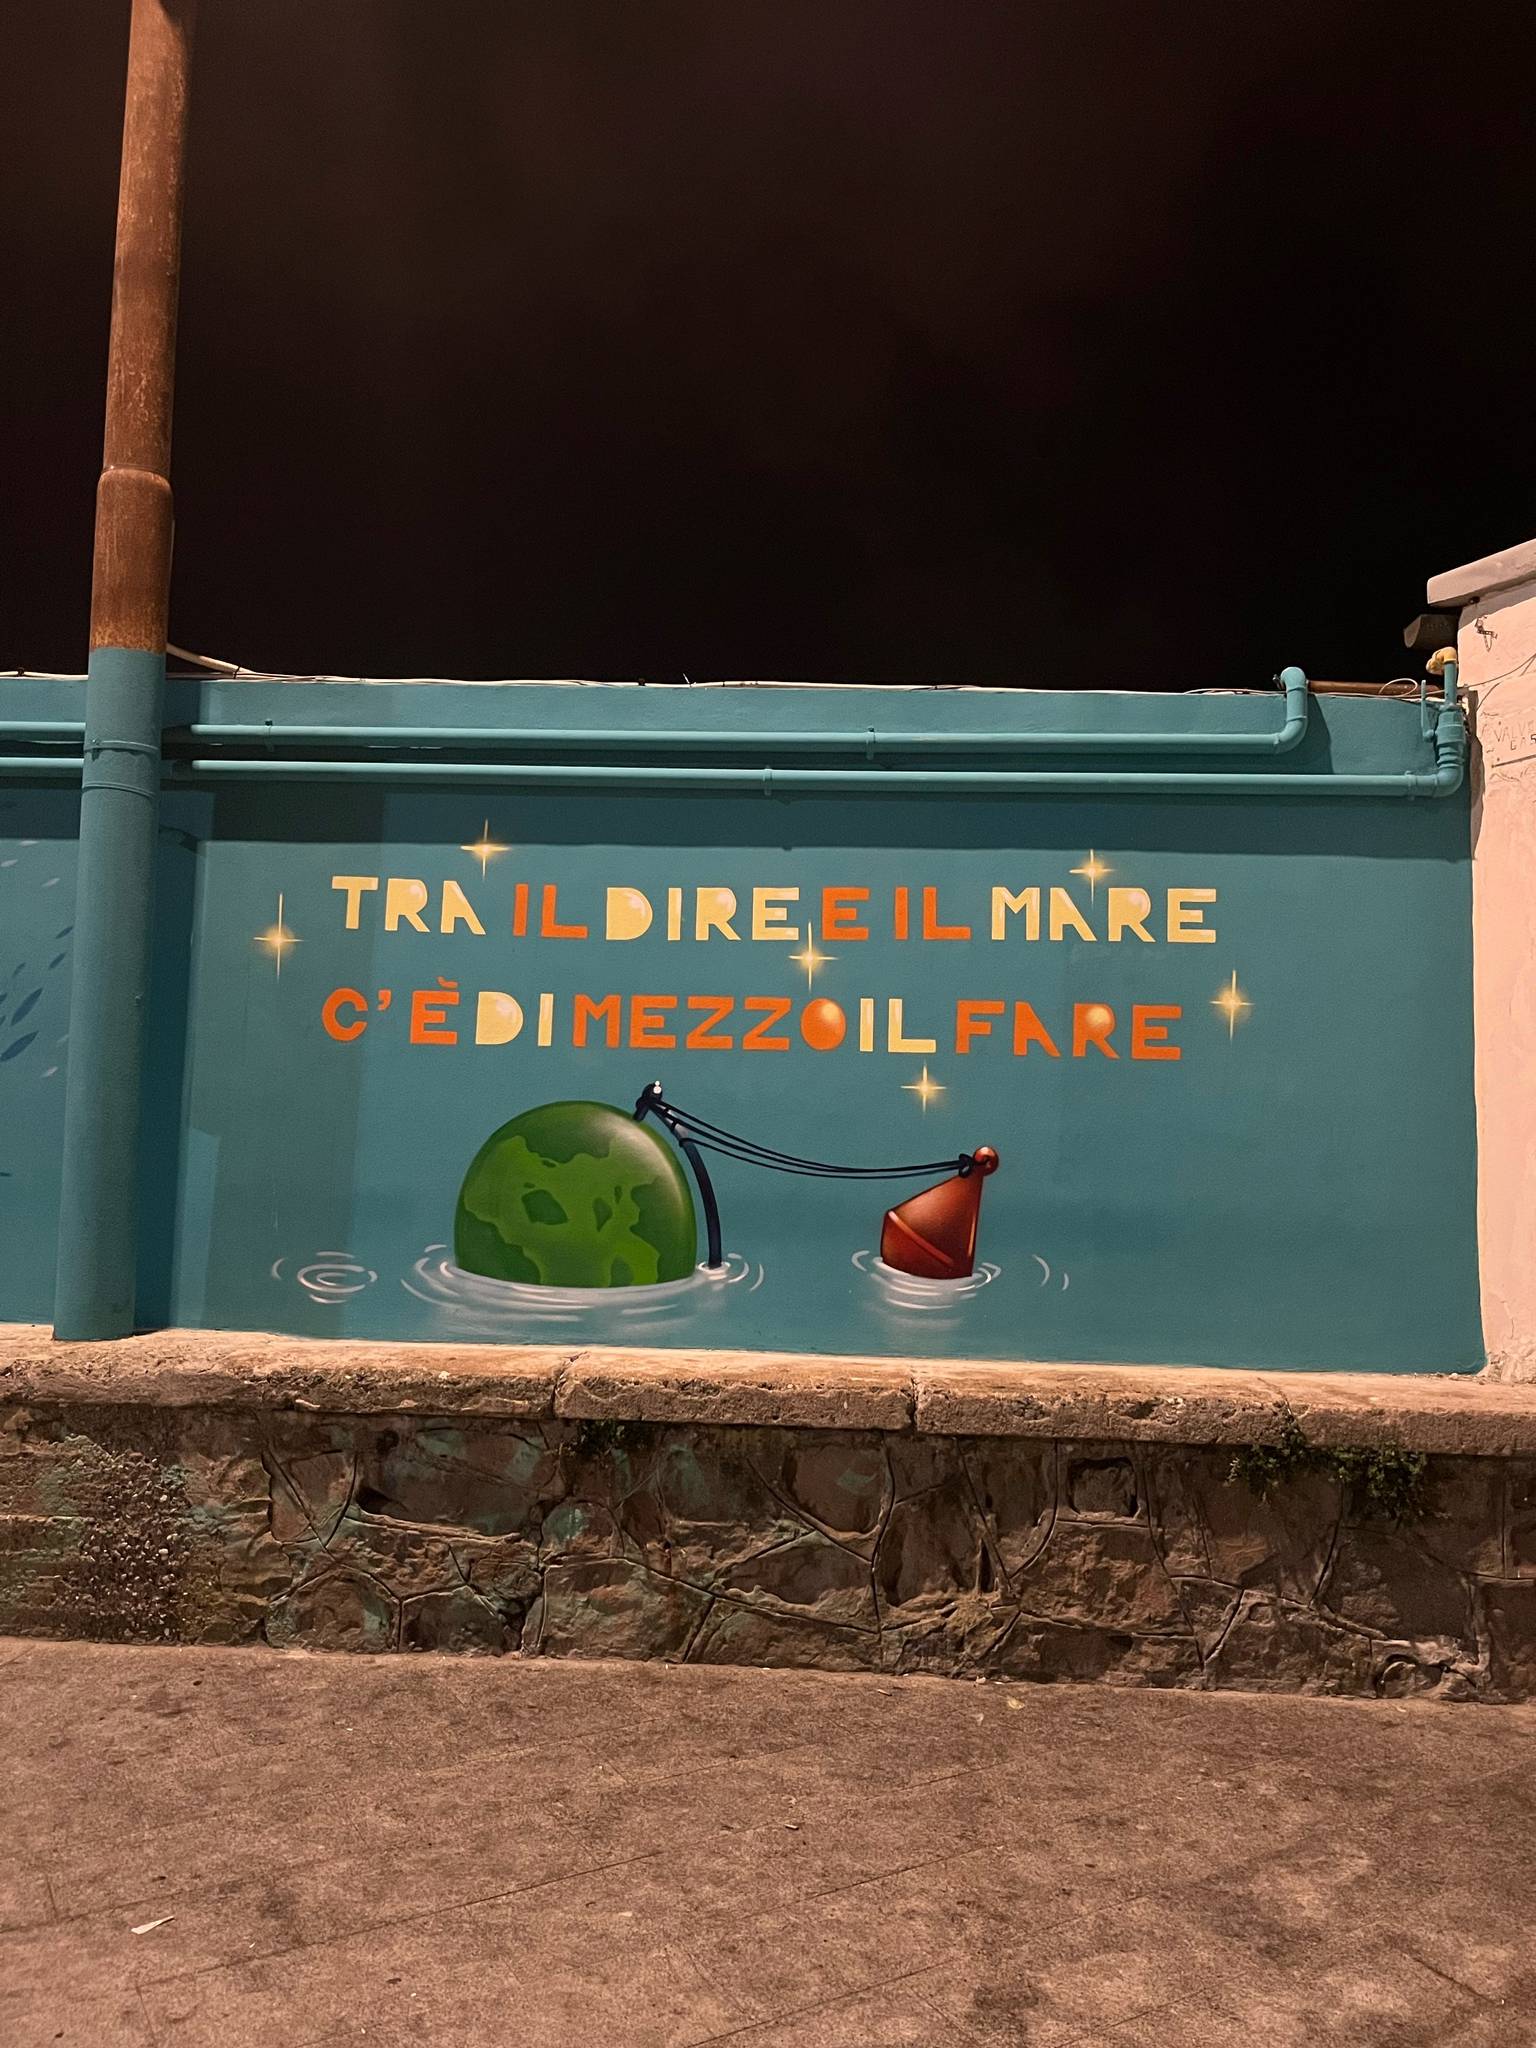 TRA IL DIRE E IL MARE
C'È DI MEZZO IL FARE